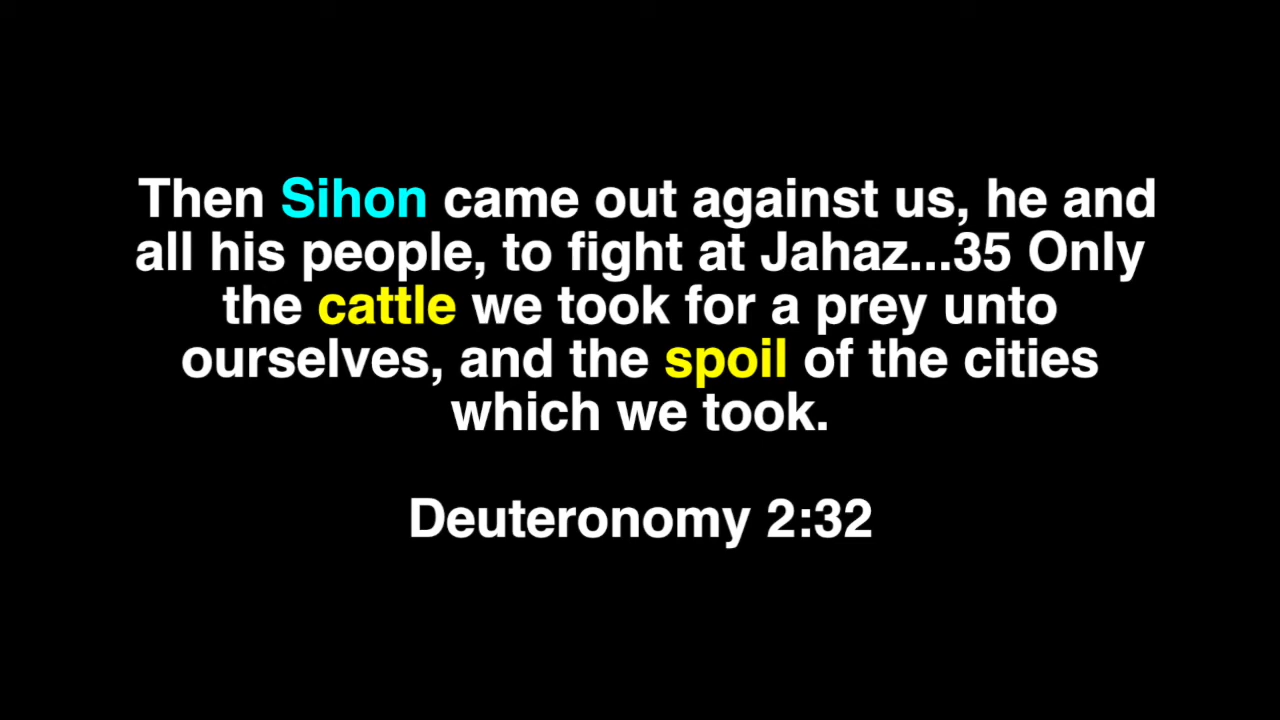 Then Sihon came out against us, he and
all his people, to fight at Jahaz...35 Only
the cattle we took for a prey unto
ourselves, and the spoil of the cities
which we took.
Deuteronomy 2:32